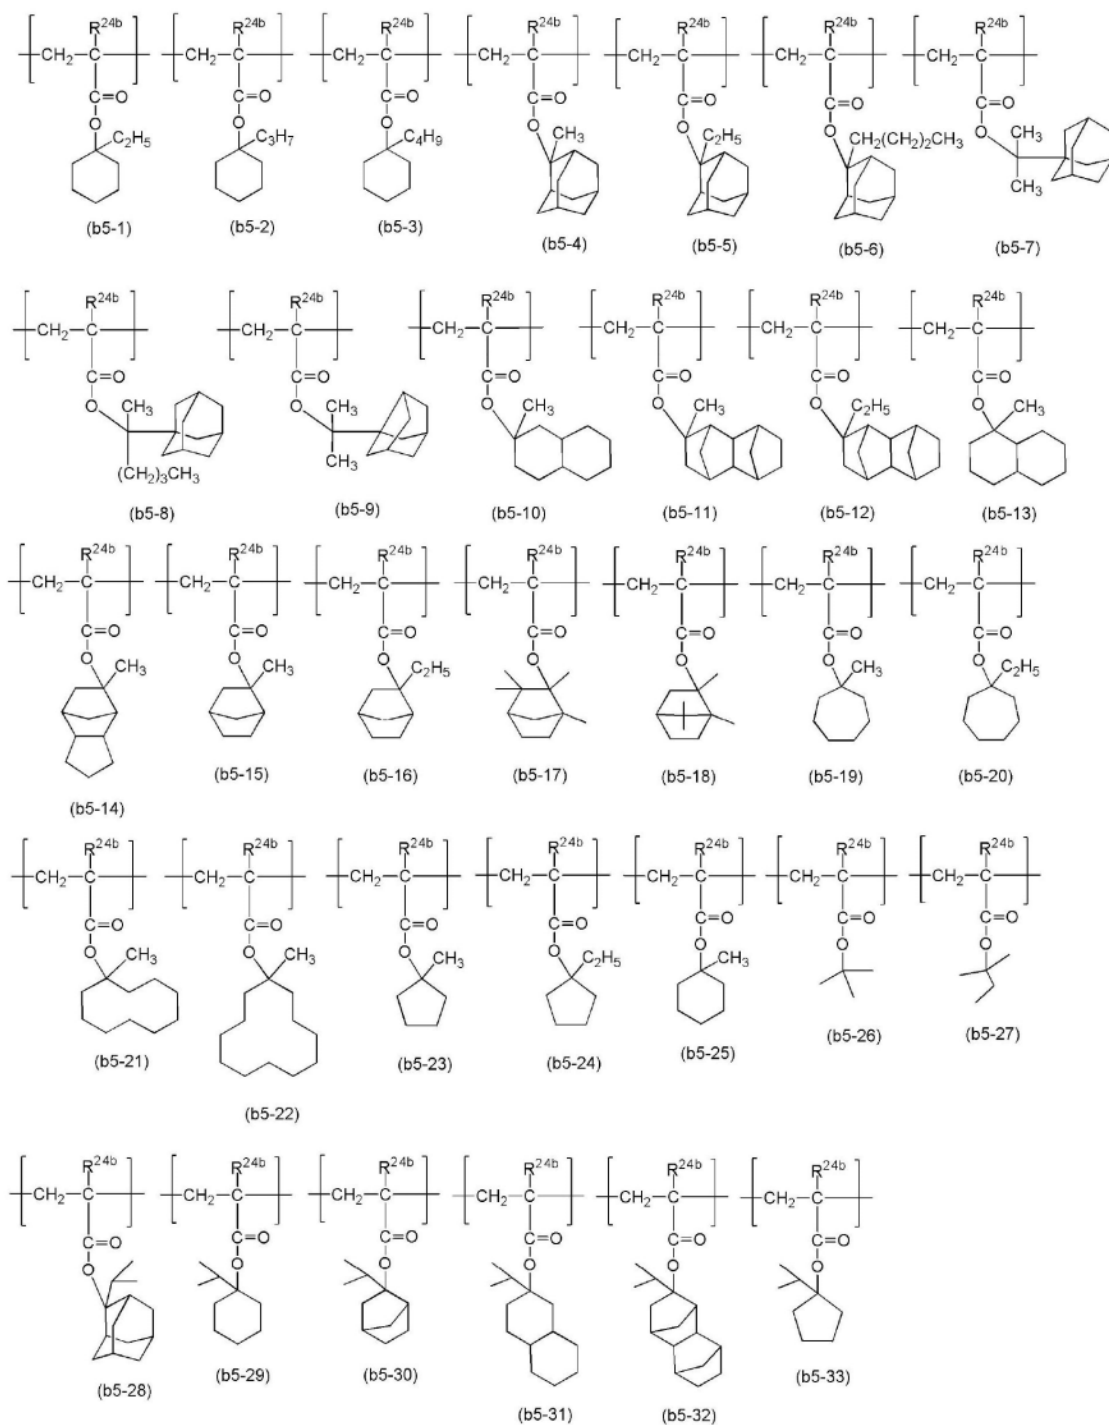 R24b R24b R24b R24b R24b R24b R24b
CH2 C CH2 C CH2 C CH2 C CH2 C CH2 C CH2 C
C=O C=O C=O C=O C=O C=O C=O
O C2H5 O C3H7 O C4H9 O CH3 O C2H5 O CH2(CH2)2CH3 O CH3 CH3
(b5-1) (b5-2) (b5-3) (b5-4) (b5-5) (b5-6) (b5-7)
R24b R24b R24b R24b R24b R24b
CH2 C CH2 C CH2 C CH2 C CH2 C CH2 C
C=O C=O C=O C=O C=O C=O
O CH3 O CH3 O CH3 O CH3 O C2H5 O CH3
(CH2)3CH3 CH3
(b5-8) (b5-9) (b5-10) (b5-11) (b5-12) (b5-13)
R24b R24b R24b R24b R24b R24b R24b
CH2 C CH2 C CH2 C CH2 C CH2 C CH2 C CH2 C
C=O C=O C=O C=O C=O C=O C=O
O CH3 O CH3 O C2H5 O O O CH3 O C2H5
(b5-14) (b5-15) (b5-16) (b5-17) (b5-18) (b5-19) (b5-20)
R24b R24b R24b R24b R24b R24b R24b
CH2 C CH2 C CH2 C CH2 C CH2 C CH2 C CH2 C
C=O C=O C=O C=O C=O C=O C=O
O CH3 O CH3 O CH3 O C2H5 O CH3 O O
(b5-21) (b5-22) (b5-23) (b5-24) (b5-25) (b5-26) (b5-27)
R24b R24b R24b R24b R24b R24b
CH2 C CH2 C CH2 C CH2 C CH2 C CH2 C
C=O C=O C=O C=O C=O C=O
O O O O O O
(b5-28) (b5-29) (b5-30) (b5-31) (b5-32) (b5-33)